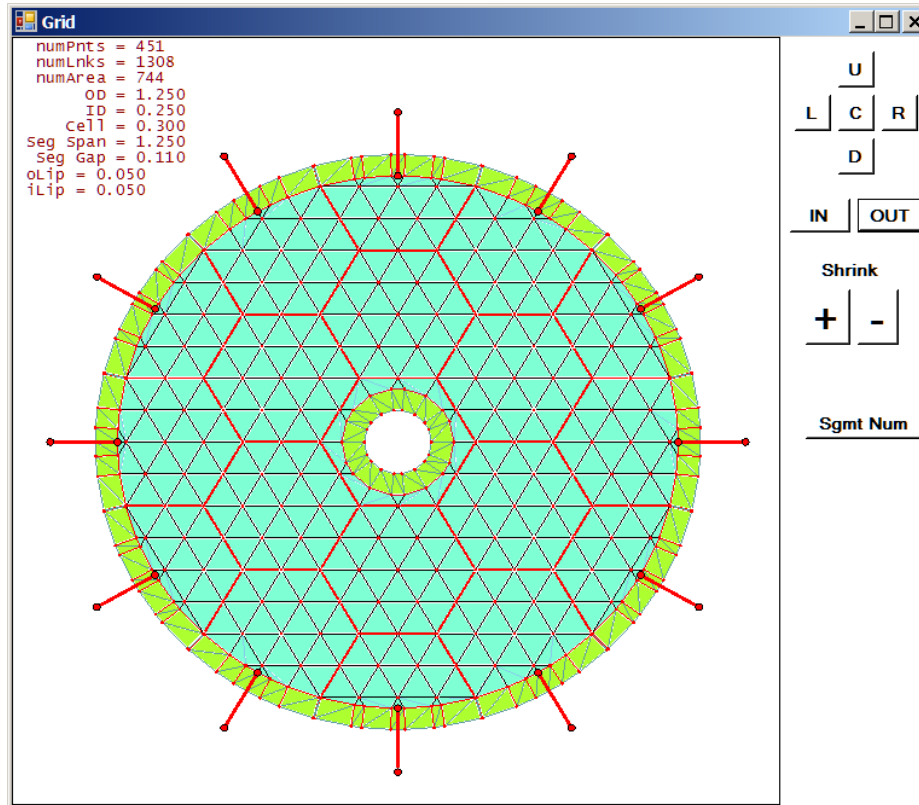 Grid
numPnts = 451
numLnks = 1308
numArea = 744
OD = 1.250
ID = 0.250
Cell = 0.300
Seg Span = 1.250
Seg Gap = 0.110
oLip = 0.050
iLip = 0.050
U
L C R
D
IN OUT
Shrink
+ -
Sgmt Num